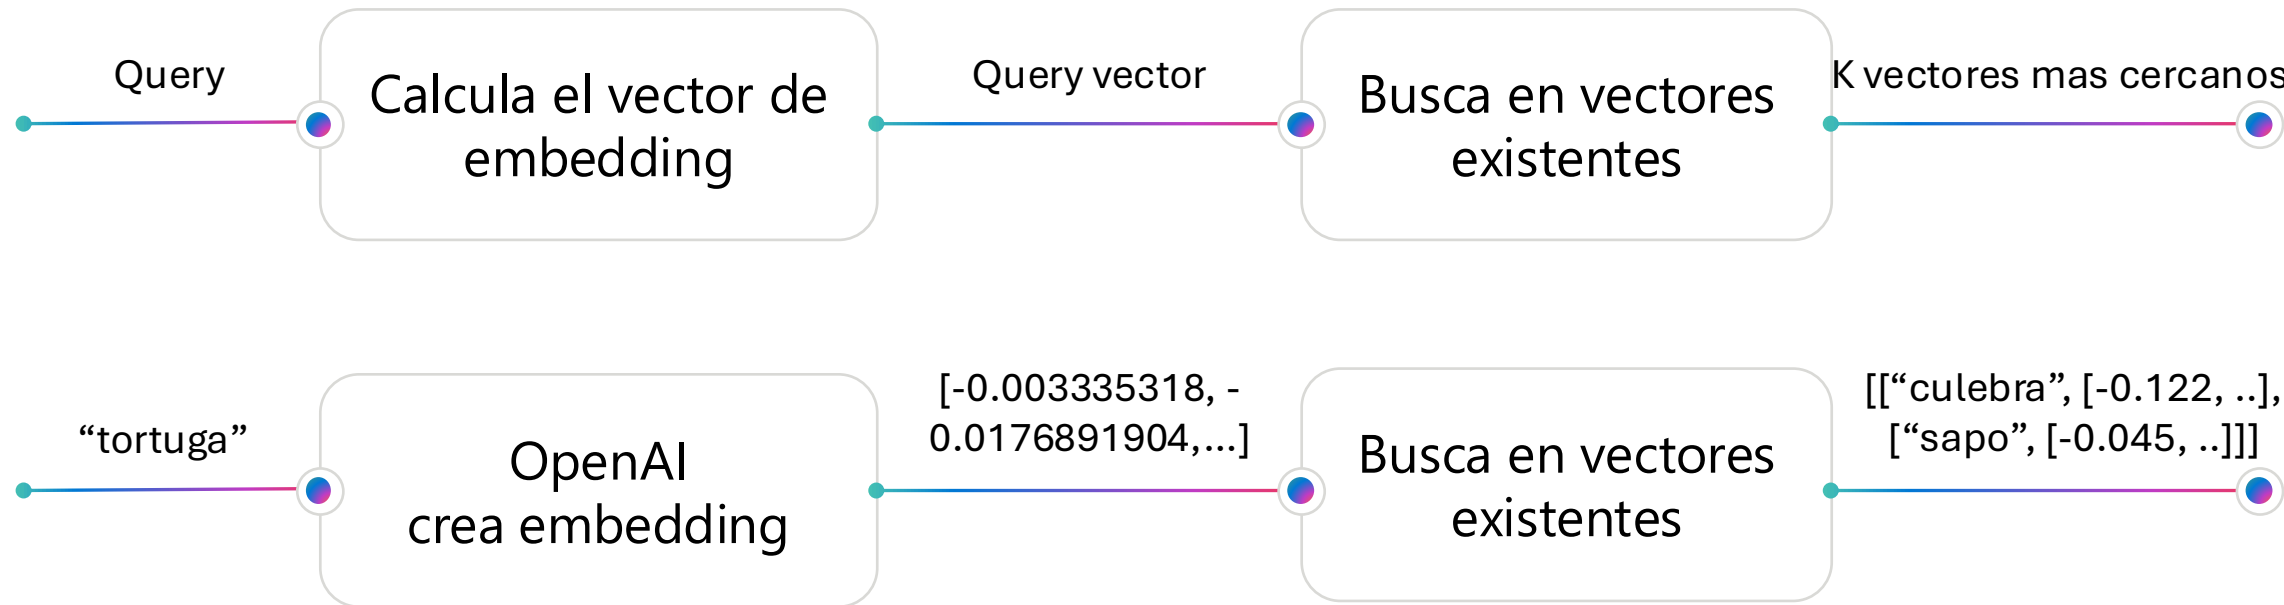 Query
Calcula el vector de
embedding
Query vector
Busca en vectores
existentes
K vectores mas cercanos
“tortuga”
OpenAI
crea embedding
[-0.003335318, -
0.0176891904,...]
Busca en vectores
existentes
[[“culebra”, [-0.122, ..],
[“sapo”, [-0.045, ..]]]